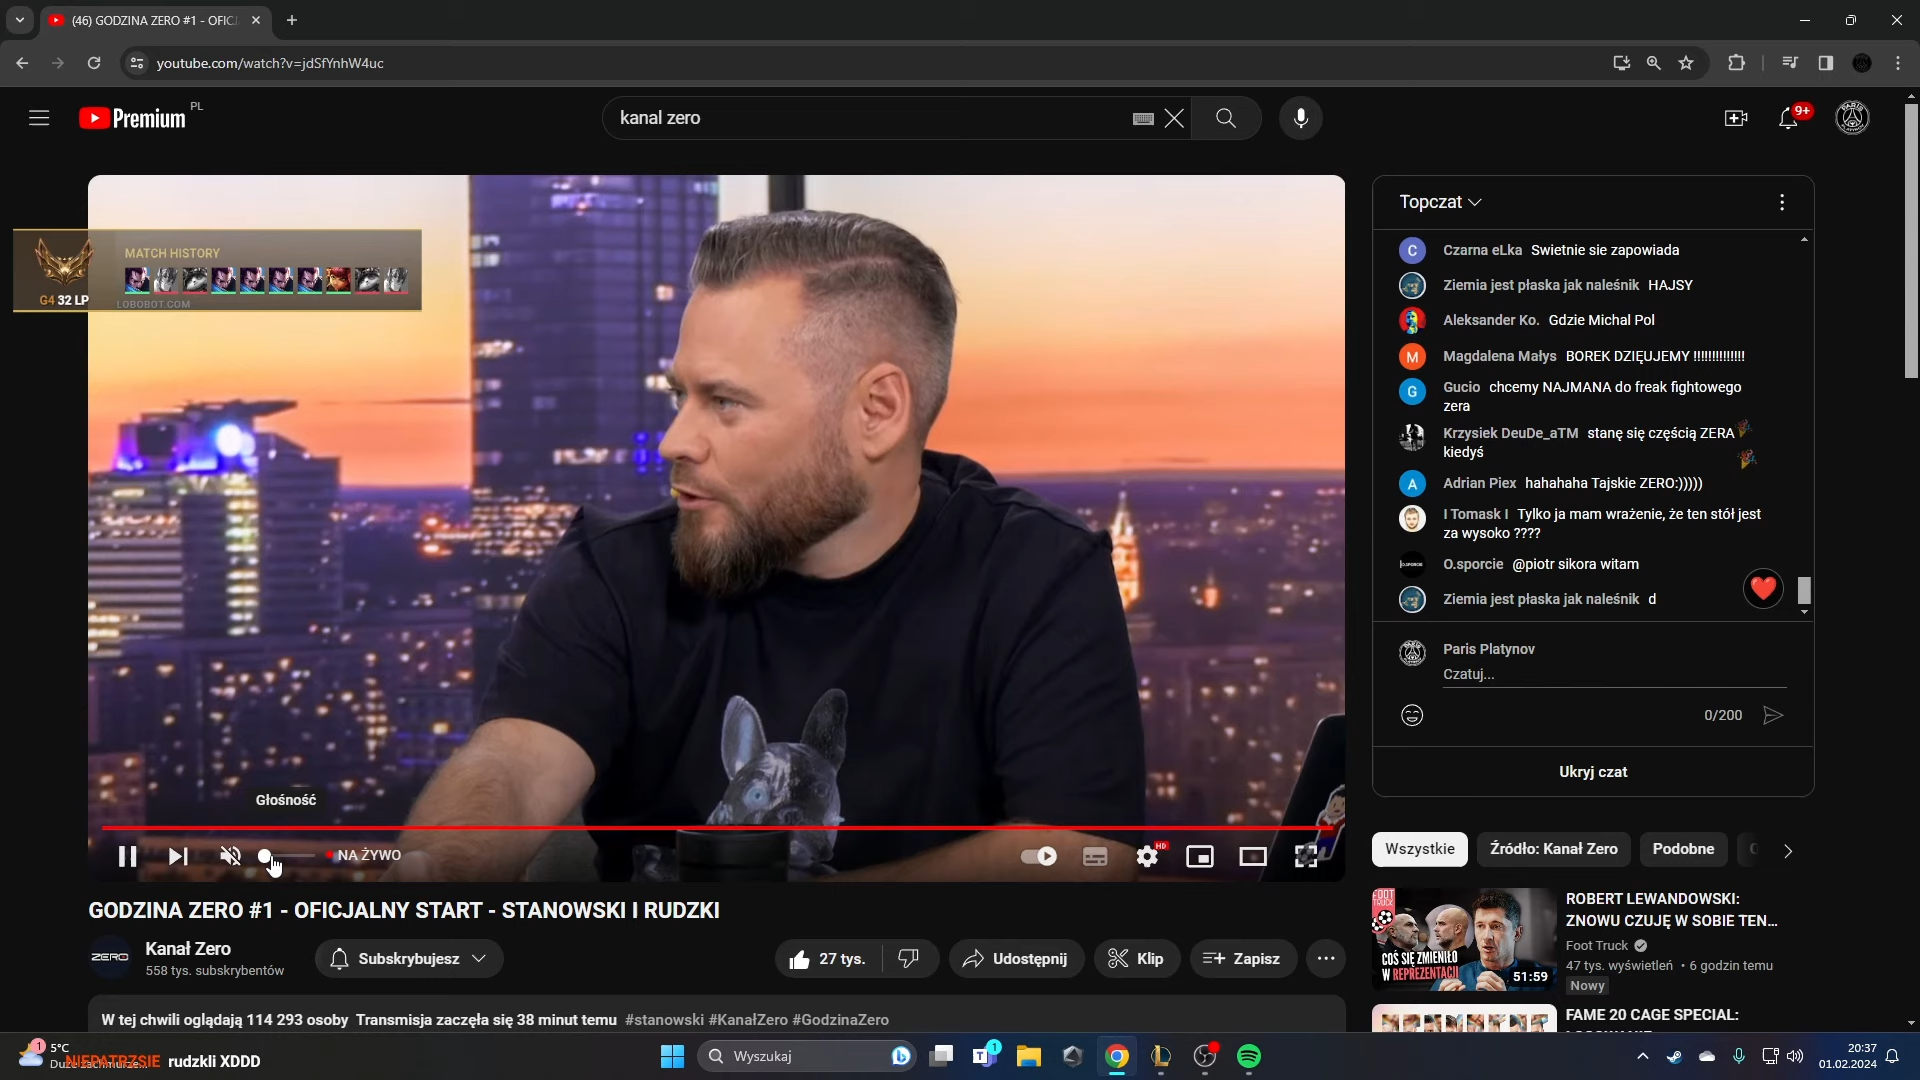 (46) GODZINA ZERO #1 - OFIC
youtube.com/watch?v=jdSfYnhW4uc
Premium PL
kanal zero
9+
MATCH HISTORY
G4 32 LP
LOBOBOT.COM
Topczat
Czarna eLka Swietnie sie zapowiada
Ziemia jest płaska jak naleśnik HAJSY
Aleksander Ko. Gdzie Michal Pol
M Magdalena Małys BOREK DZIĘUJEMY !!!!!!!!!!!!!!
G Gucio chcemy NAJMANA do freak fightowego
zera
Krzysiek DeuDe_aTM stanę się częścią ZERA
kiedyś
A Adrian Piex hahahaha Tajskie ZERO:)))))
I Tomask I Tylko ja mam wrażenie, że ten stół jest
za wysoko ????
O.sporcie @piotr sikora witam
Ziemia jest płaska jak naleśnik d
Paris Platynov
Czatuj...
0/200
Ukryj czat
Głośność
NA ŻYWO
HD
GODZINA ZERO #1 - OFICJALNY START - STANOWSKI I RUDZKI
ZERO
Kanał Zero
558 tys. subskrybentów
Subskrybujesz
27 tys.
Udostępnij
Klip
Zapisz
W tej chwili oglądają 114 293 osoby Transmisja zaczęła się 38 minut temu #stanowski #KanałZero #GodzinaZero
Wszystkie
Źródło: Kanał Zero
Podobne
FOOT
TRUCK
COŚ SIĘ ZMIENIŁO
W REPREZENTACJI
51:59
ROBERT LEWANDOWSKI:
ZNOWU CZUJĘ W SOBIE TEN...
Foot Truck
47 tys. wyświetleń • 6 godzin temu
Nowy
FAME 20 CAGE SPECIAL:
1
5°C
NIEPATRZSIE rudzkli XDDD
Wyszukaj
1
20:37
01.02.2024